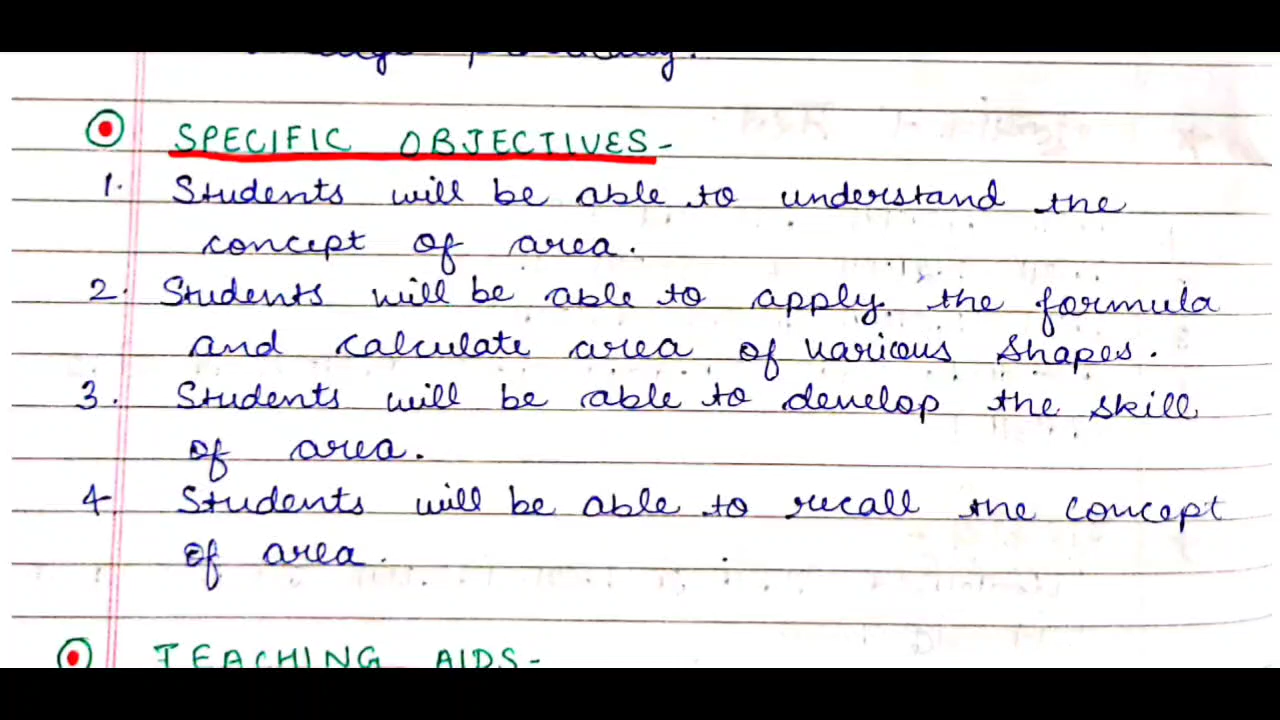 SPECIFIC OBJECTIVES-
1. Students will be able to understand the
concept of area.
2. Students will be able to apply. the formula
and calculate area of various shapes.
3. Students will be able to develop the skill
of area.
4 Students will be able to recall the concept
of area.
TEACHING AIDS-